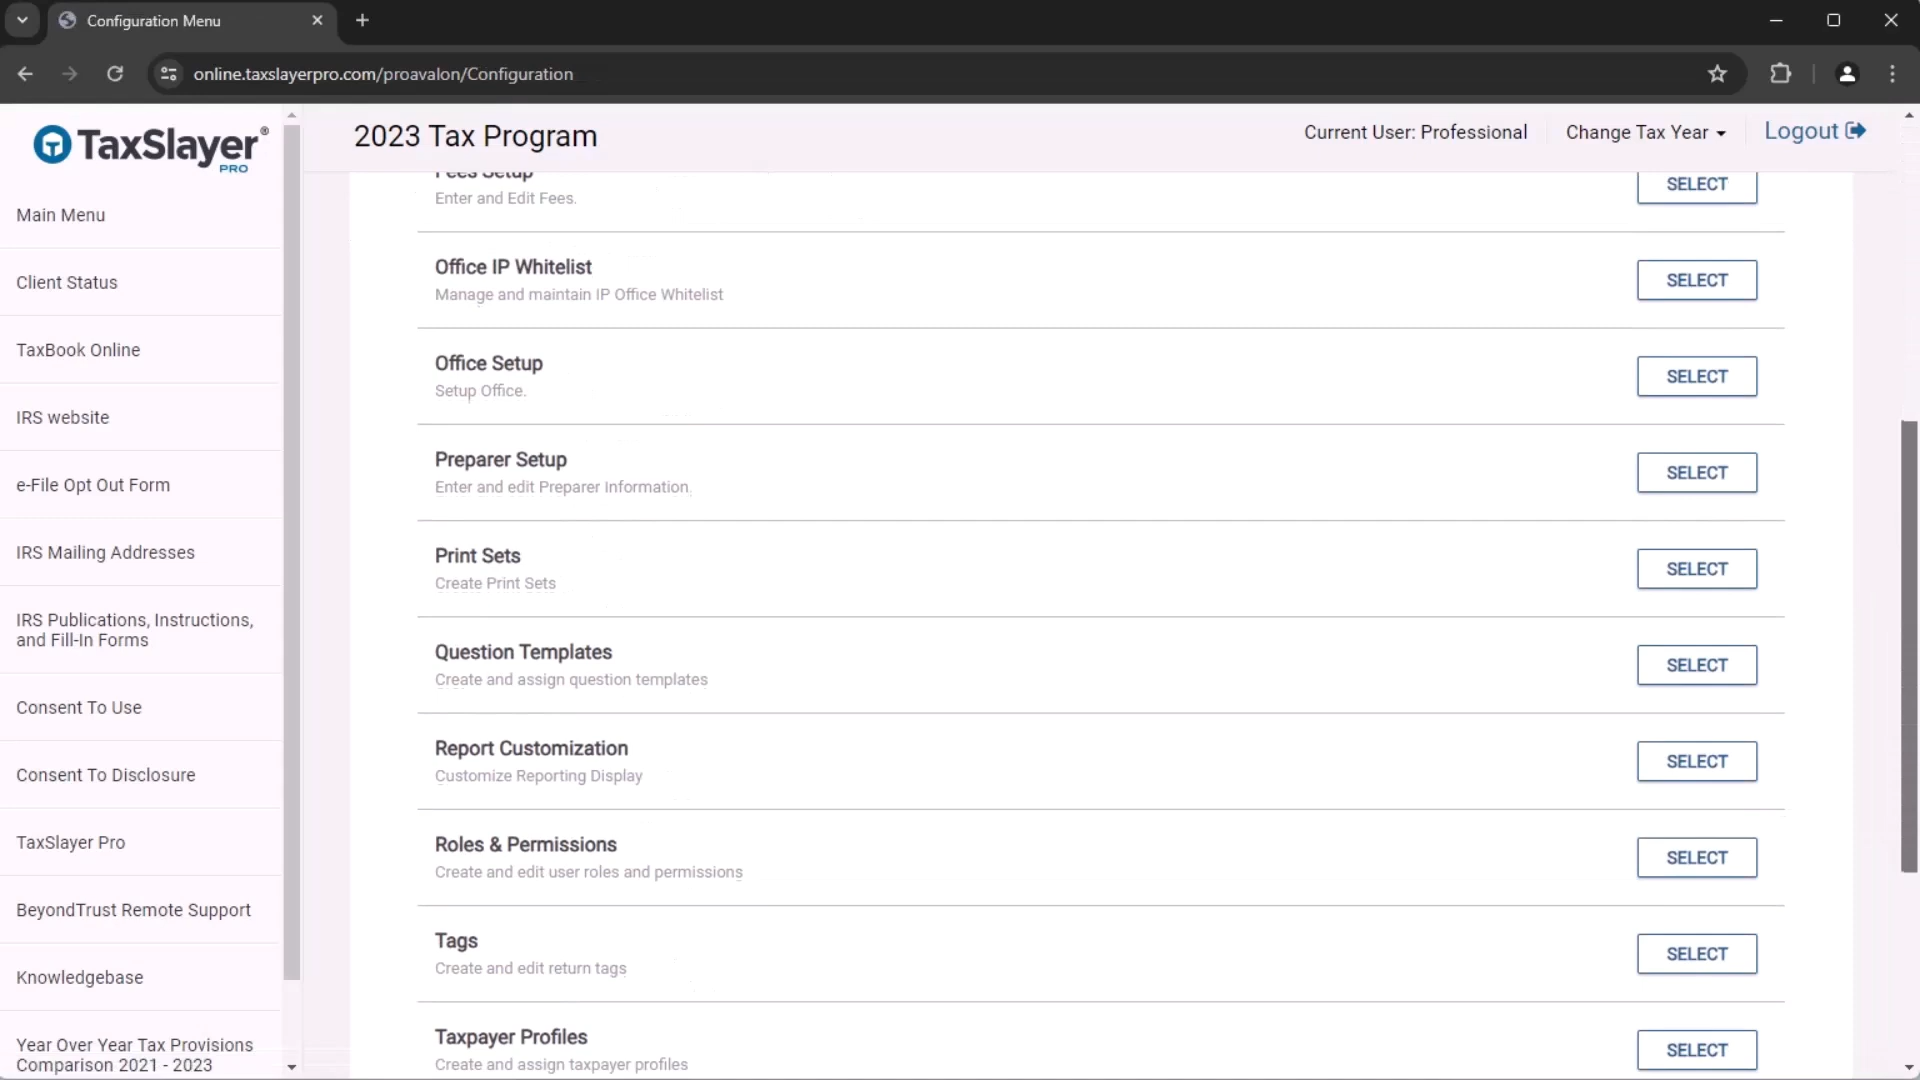 Configuration Menu
online.taxslayerpro.com/proavalon/Configuration
TaxSlayer®
PRO
2023 Tax Program
Current User: Professional
Change Tax Year
Logout
Main Menu
Client Status
TaxBook Online
IRS website
e-File Opt Out Form
IRS Mailing Addresses
IRS Publications, Instructions,
and Fill-In Forms
Consent To Use
Consent To Disclosure
TaxSlayer Pro
BeyondTrust Remote Support
Knowledgebase
Year Over Year Tax Provisions
Comparison 2021 - 2023
Fees Setup
Enter and Edit Fees.
SELECT
Office IP Whitelist
Manage and maintain IP Office Whitelist
SELECT
Office Setup
Setup Office.
SELECT
Preparer Setup
Enter and edit Preparer Information.
SELECT
Print Sets
Create Print Sets
SELECT
Question Templates
Create and assign question templates
SELECT
Report Customization
Customize Reporting Display
SELECT
Roles & Permissions
Create and edit user roles and permissions
SELECT
Tags
Create and edit return tags
SELECT
Taxpayer Profiles
Create and assign taxpayer profiles
SELECT